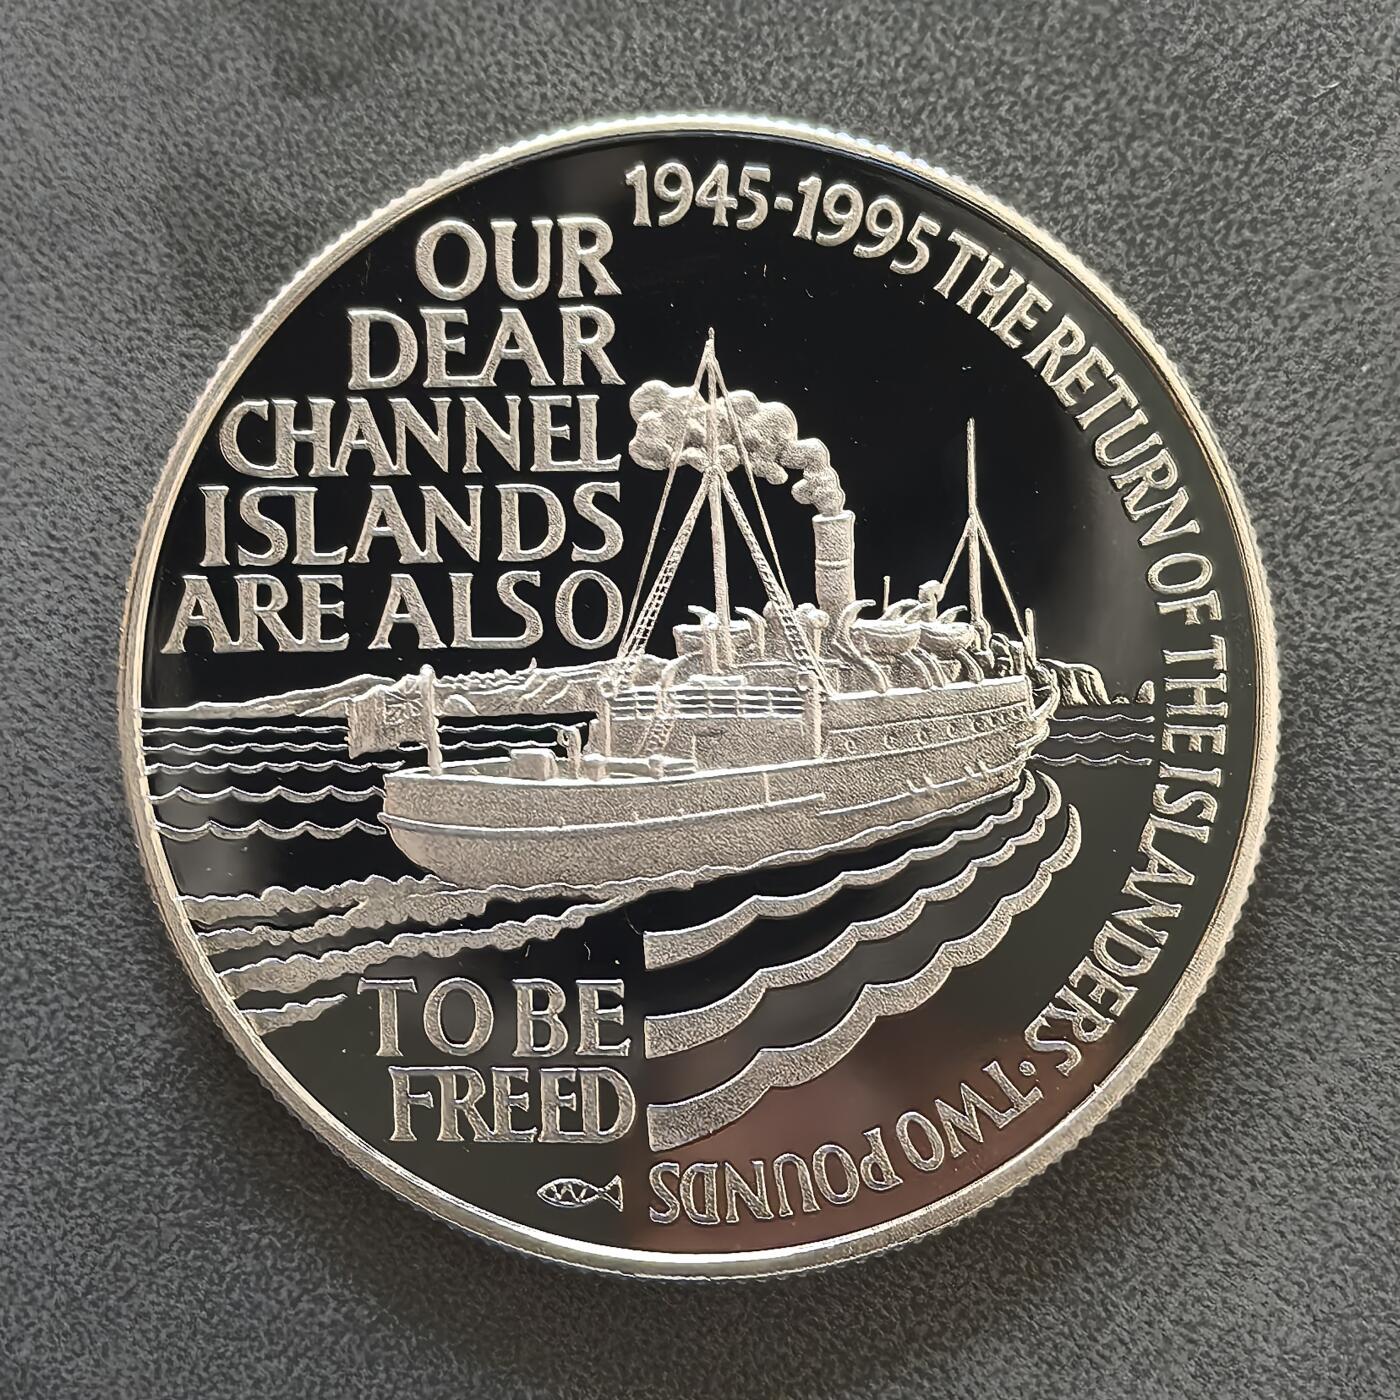 OUR
DEAR
CHANNEL
ISLANDS
ARE ALSO
TO BE
FREED
1945-1995 THE RETURN OF THE ISLANDERS · TWO POUNDS